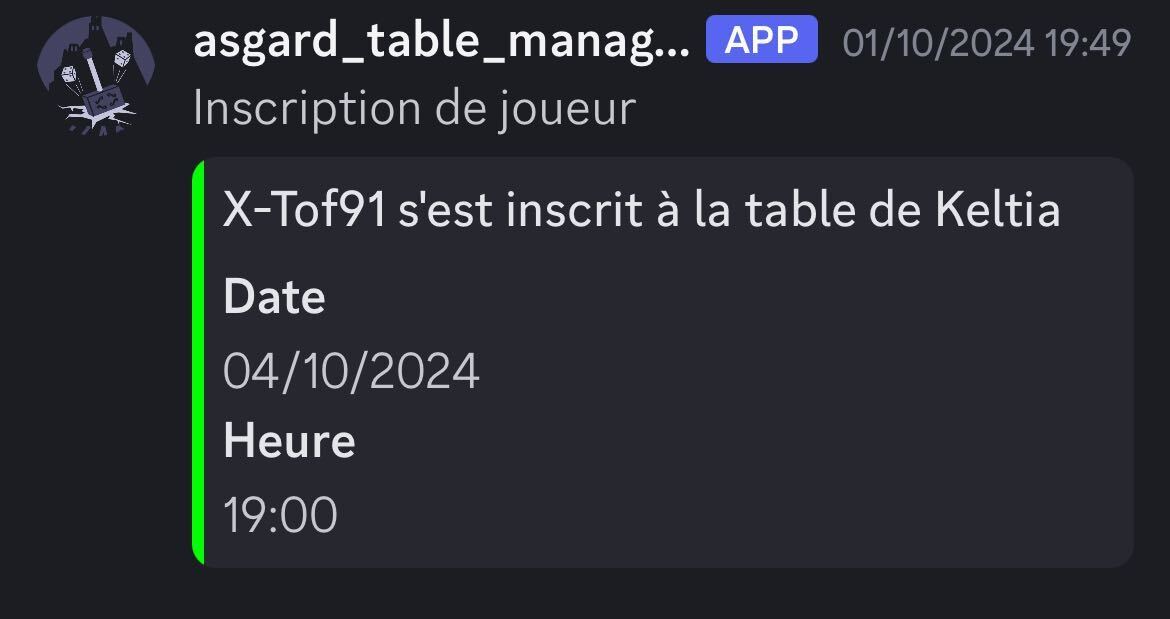 asgard_table_manag... APP 01/10/2024 19:49
Inscription de joueur
X-Tof91 s'est inscrit à la table de Keltia
Date
04/10/2024
Heure
19:00